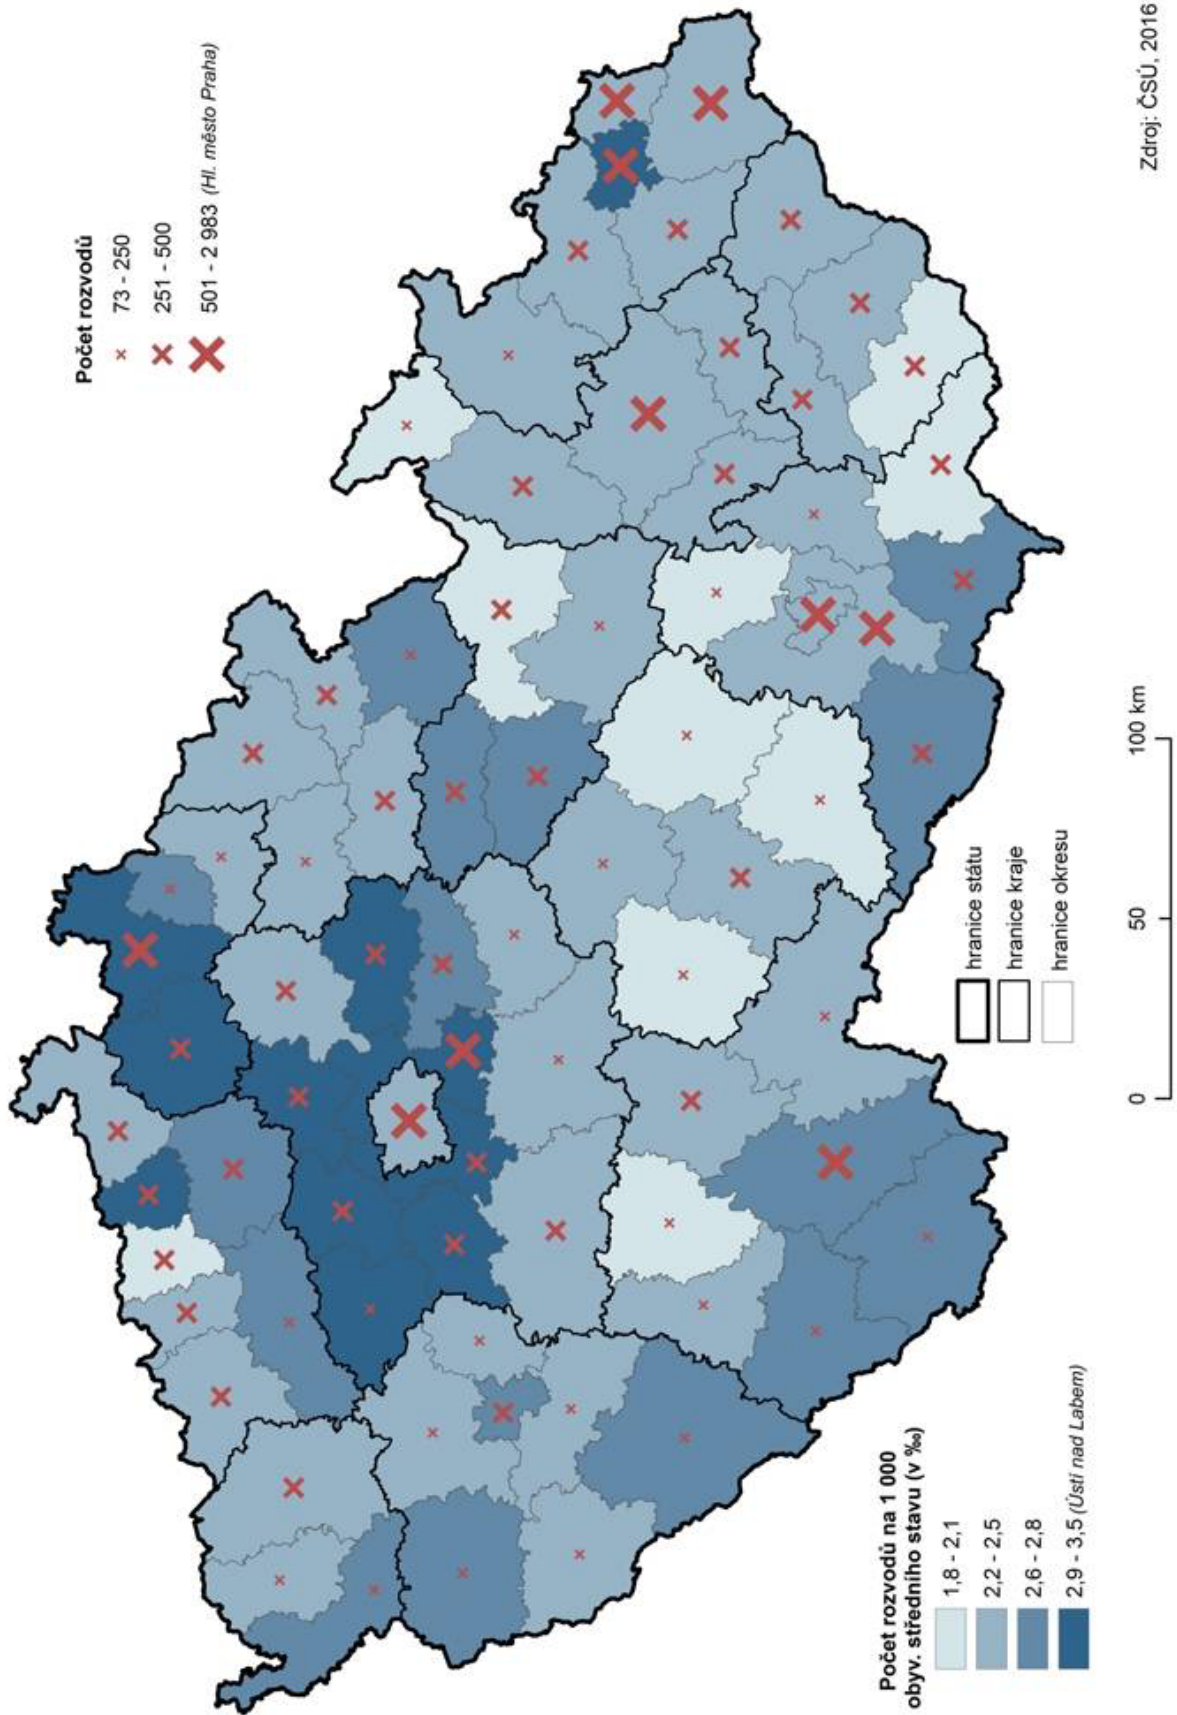 Počet rozvodů
73 - 250
251 - 500
501 - 2 983 (Hl. město Praha)
Počet rozvodů na 1 000
obyv. středního stavu (v ‰)
1,8 - 2,1
2,2 - 2,5
2,6 - 2,8
2,9 - 3,5 (Ústí nad Labem)
hranice státu
hranice kraje
hranice okresu
0 50 100 km
Zdroj: ČSÚ, 2016